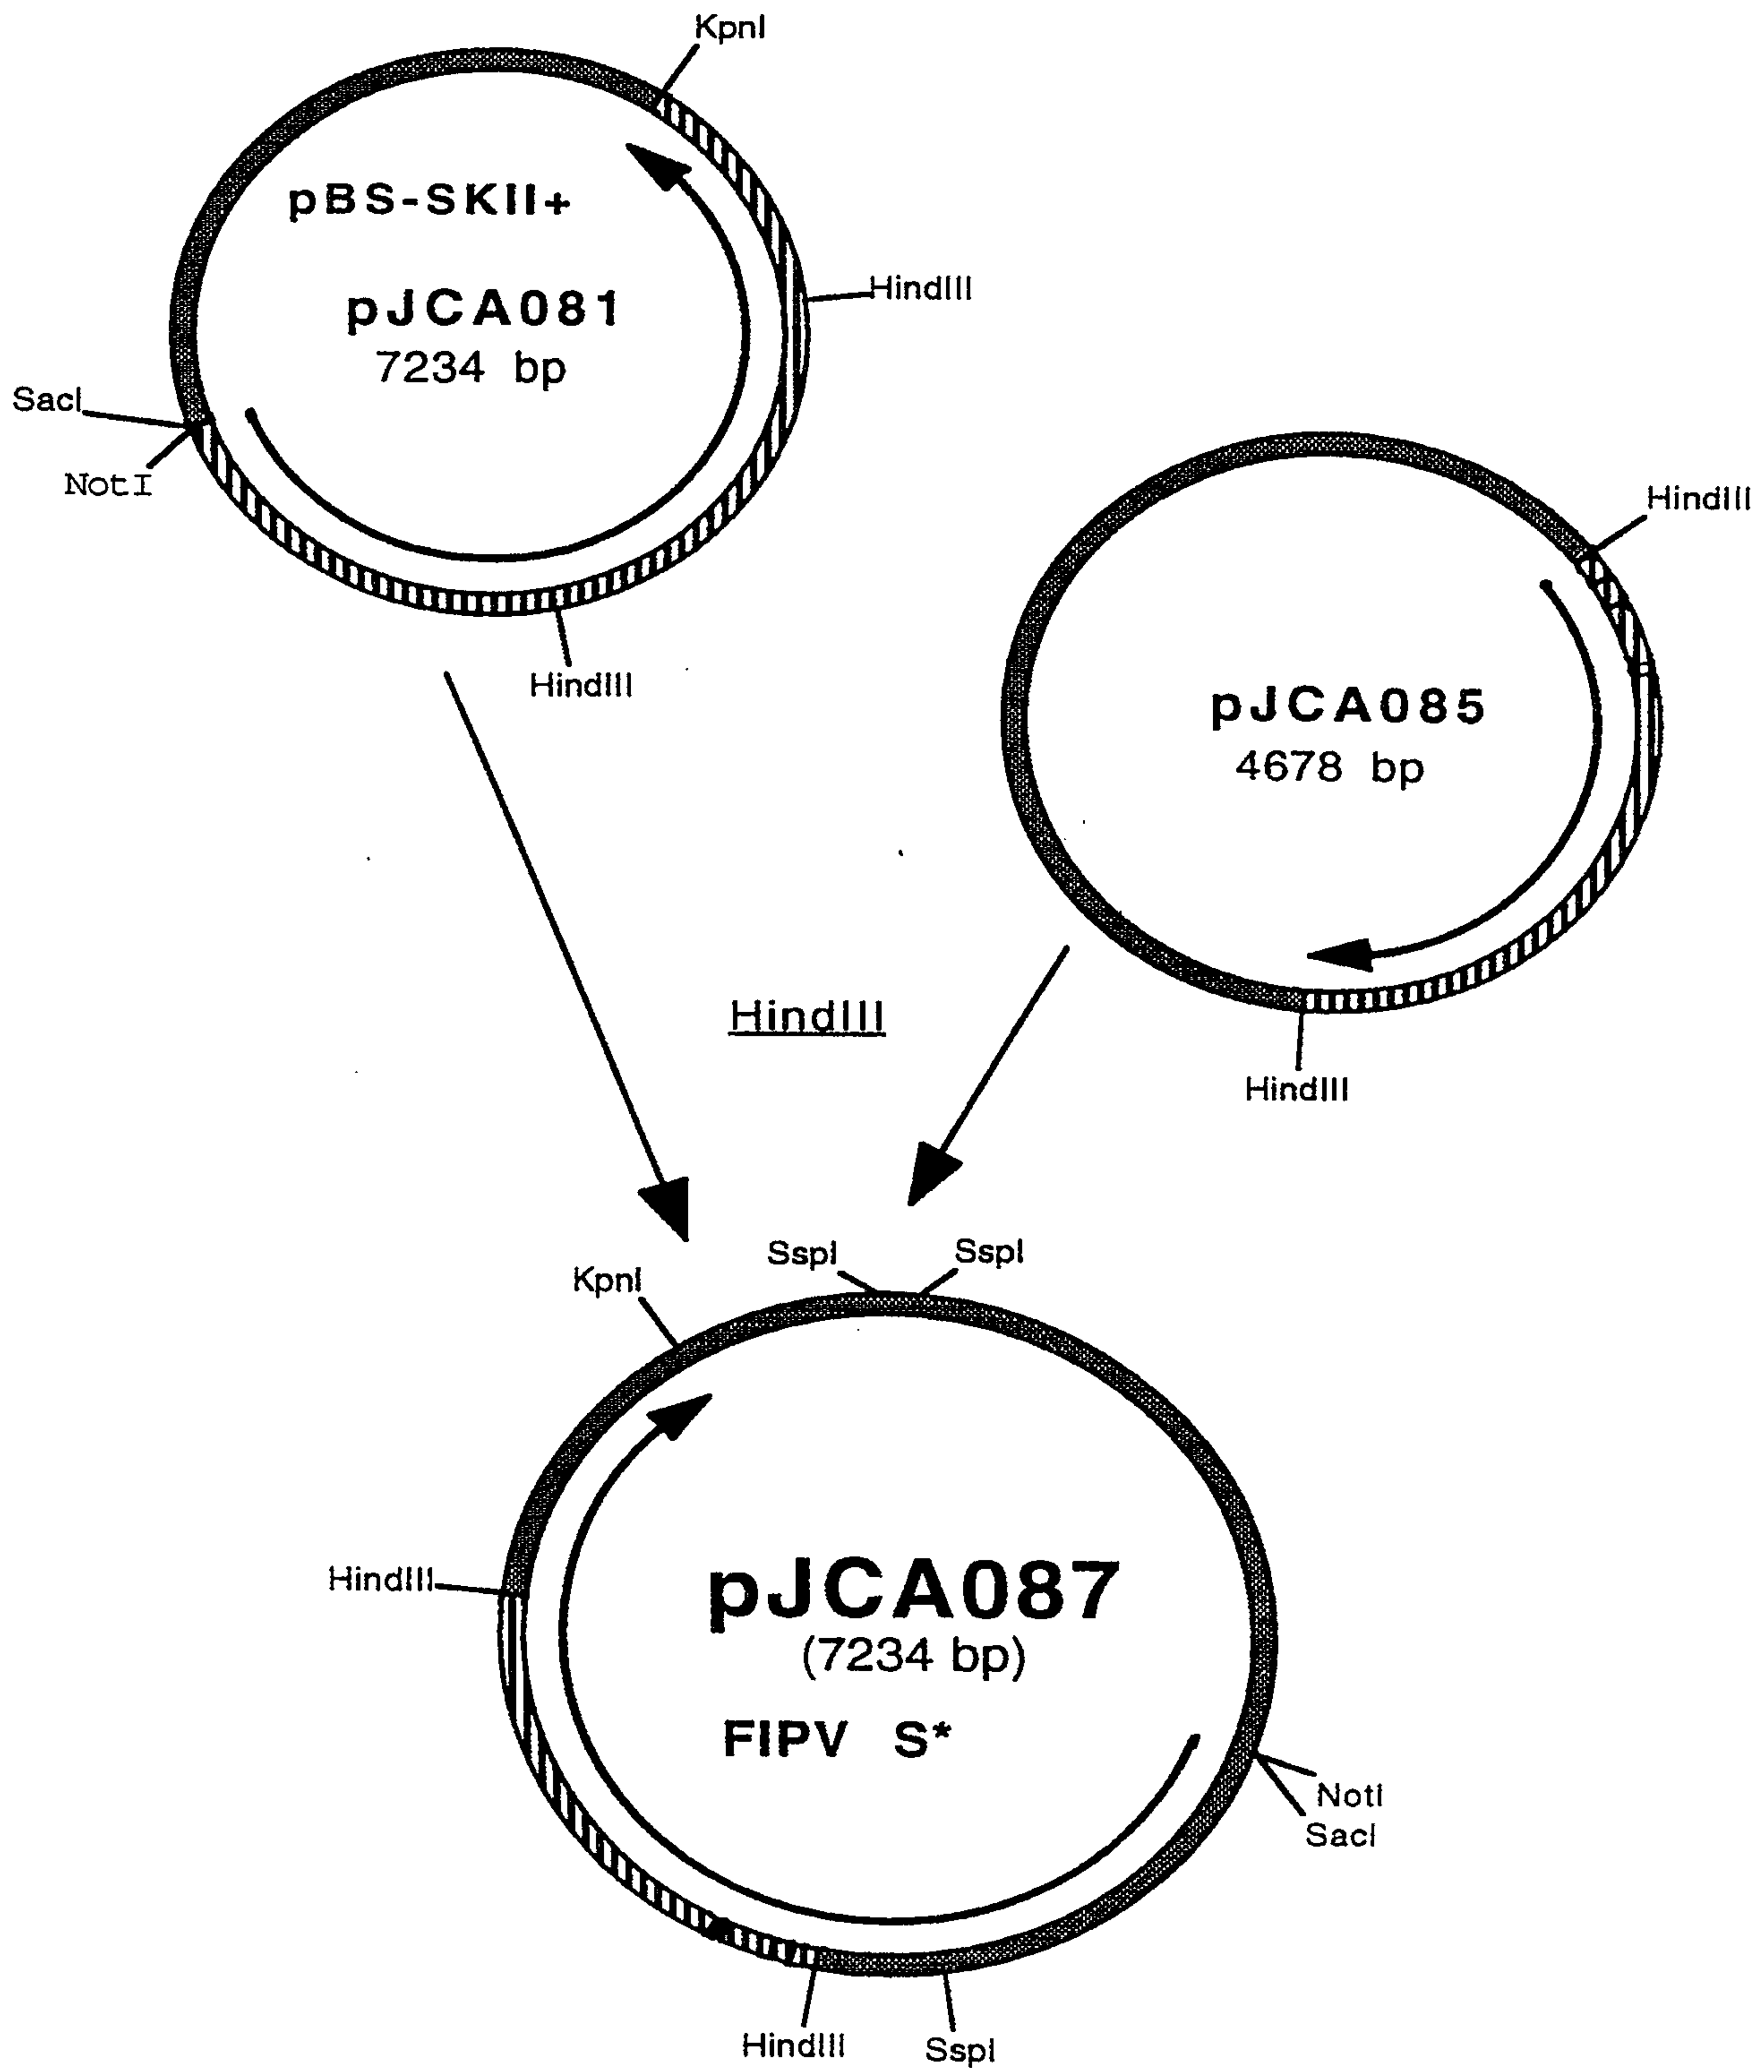 KpnI
pBS-SKII+
pJCA081
7234 bp
HindIII
SacI
NotI
HindIII
HindIII
pJCA085
4678 bp
HindIII
HindIII
SspI
SspI
KpnI
HindIII
pJCA087
(7234 bp)
FIPV S*
NotI
SacI
HindIII
SspI